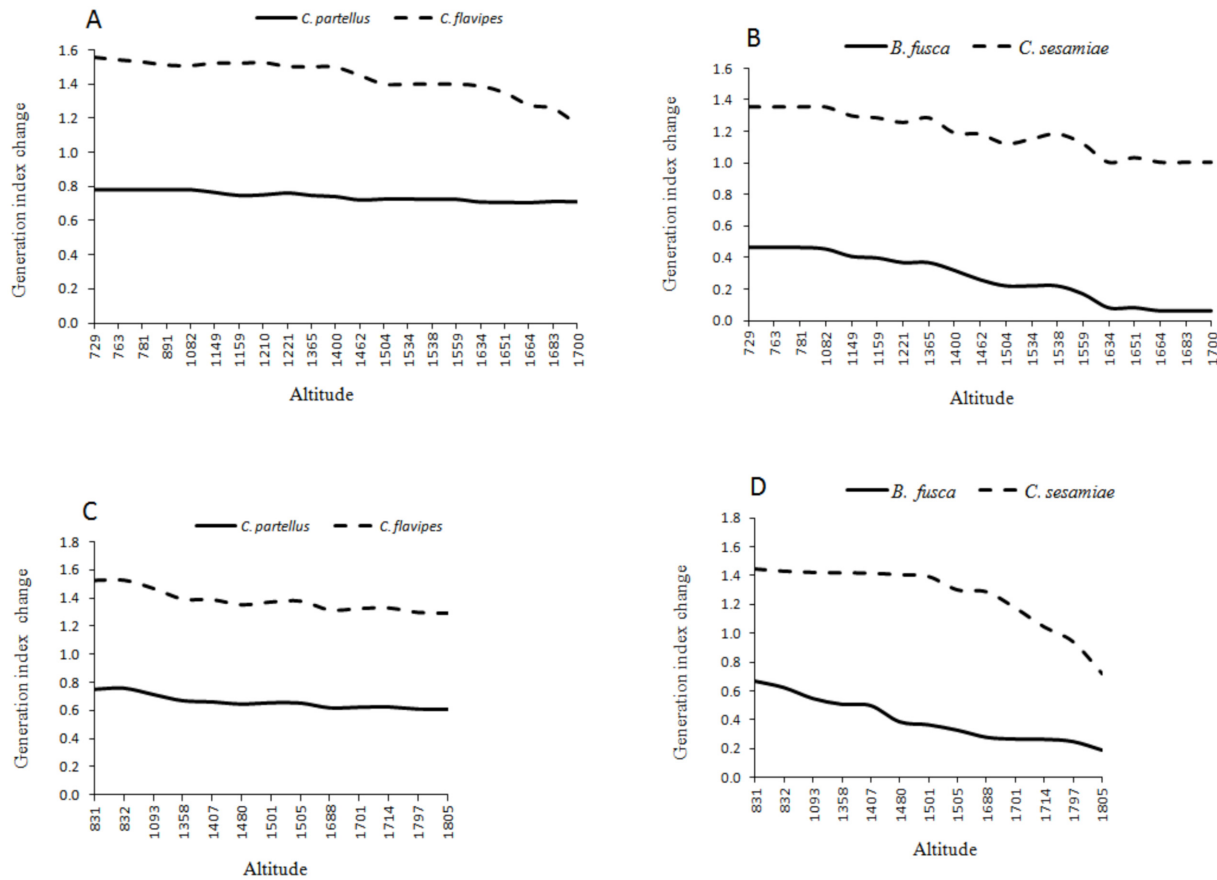 A
C. partellus C. flavipes
Generation index change
1.6
1.4
1.2
1.0
0.8
0.6
0.4
0.2
0.0
729 763 781 891 1082 1149 1159 1210 1221 1365 1400 1462 1504 1534 1538 1559 1634 1651 1664 1683 1700
Altitude
B
B. fusca C. sesamiae
Generation index change
1.6
1.4
1.2
1.0
0.8
0.6
0.4
0.2
0.0
729 763 781 1082 1149 1159 1221 1365 1400 1462 1504 1534 1538 1559 1634 1651 1664 1683 1700
Altitude
C
C. partellus C. flavipes
Generation index change
1.8
1.6
1.4
1.2
1.0
0.8
0.6
0.4
0.2
0.0
831 832 1093 1358 1407 1480 1501 1505 1688 1701 1714 1797 1805
Altitude
D
B. fusca C. sesamiae
Generation index change
1.8
1.6
1.4
1.2
1.0
0.8
0.6
0.4
0.2
0.0
831 832 1093 1358 1407 1480 1501 1505 1688 1701 1714 1797 1805
Altitude